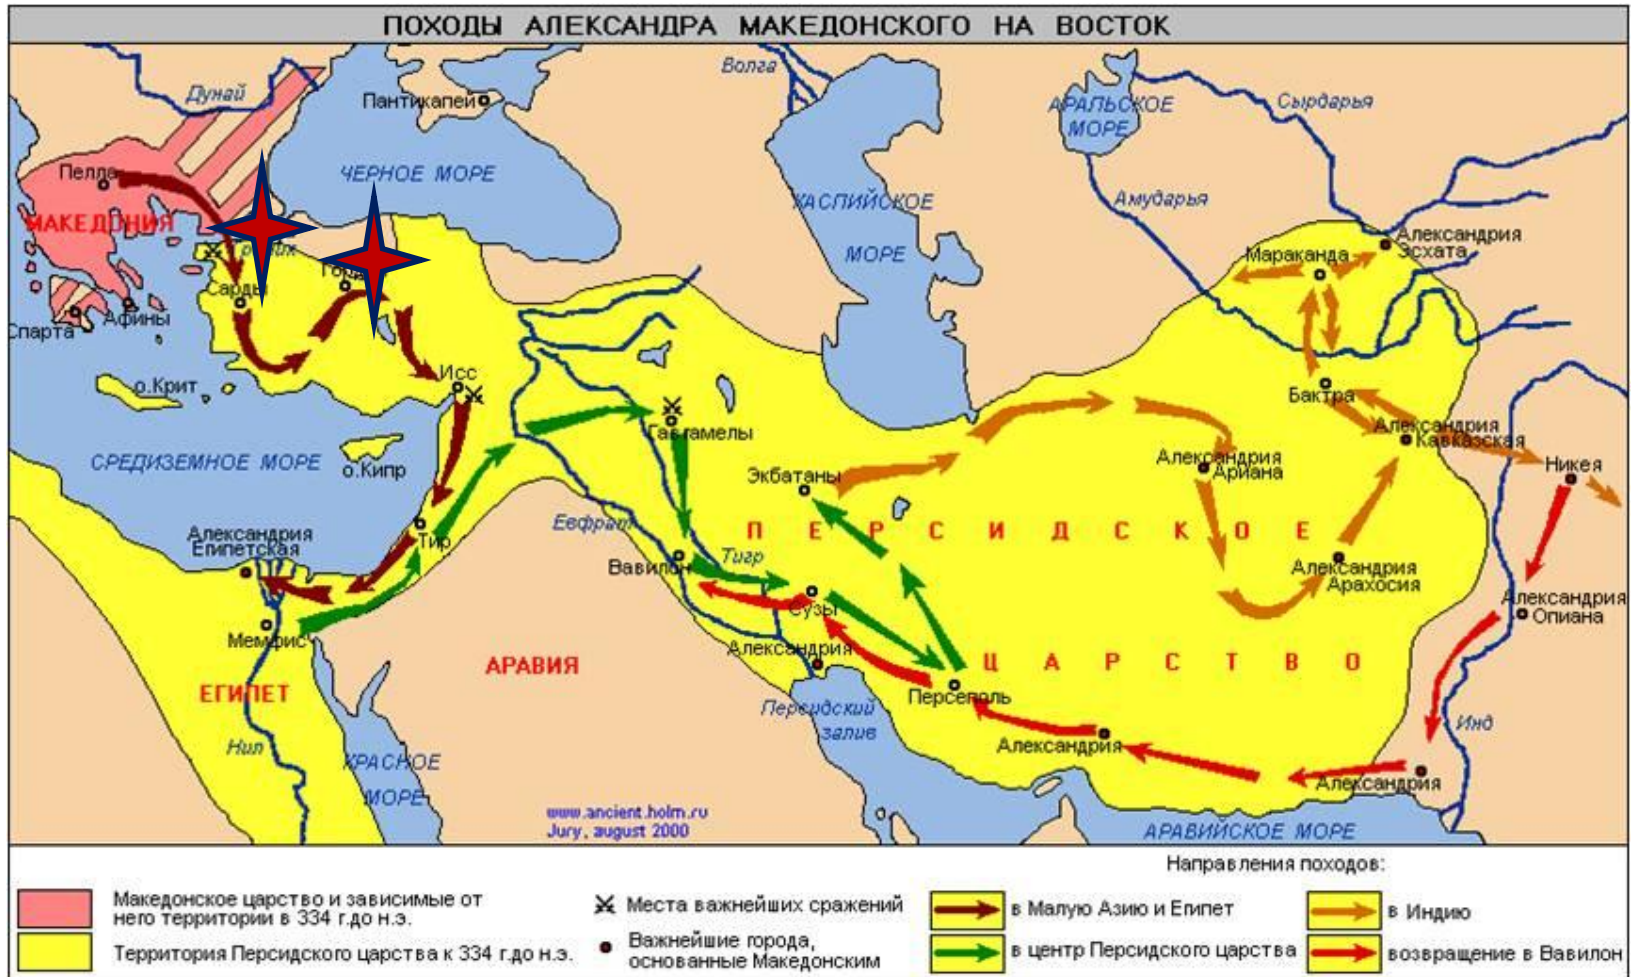 ПОХОДЫ АЛЕКСАНДРА МАКЕДОНСКОГО НА ВОСТОК
Дунай
Пантикапей
Волга
АРАЛЬСКОЕ
МОРЕ
Сырдарья
Пелла
ЧЕРНОЕ МОРЕ
КАСПИЙСКОЕ
МОРЕ
Амударья
МАКЕДОНИЯ
Александрия
Эсхата
Мараканда
Сарды
Спарта
Афины
о.Крит
Исс
Бактра
Гавгамелы
Александрия
Кавказская
СРЕДИЗЕМНОЕ МОРЕ
о.Кипр
Экбатаны
Александрия
Ариана
Никея
Александрия
Египетская
Тир
Евфрат
ПЕРСИДСКОЕ
Вавилон
Тигр
Александрия
Арахосия
Сузы
Александрия
Опиана
Мемфис
Александрия
АРАВИЯ
ЦАРСТВО
ЕГИПЕТ
Персеполь
Персидский
залив
Нил
КРАСНОЕ
МОРЕ
Александрия
Инд
Александрия
www.ancient.holm.ru
Jury, august 2000
АРАВИЙСКОЕ МОРЕ
Направления походов:
Македонское царство и зависимые от
него территории в 334 г.до н.э.
Территория Персидского царства к 334 г.до н.э.
Места важнейших сражений
Важнейшие города,
основанные Македонским
в Малую Азию и Египет
в центр Персидского царства
в Индию
возвращение в Вавилон